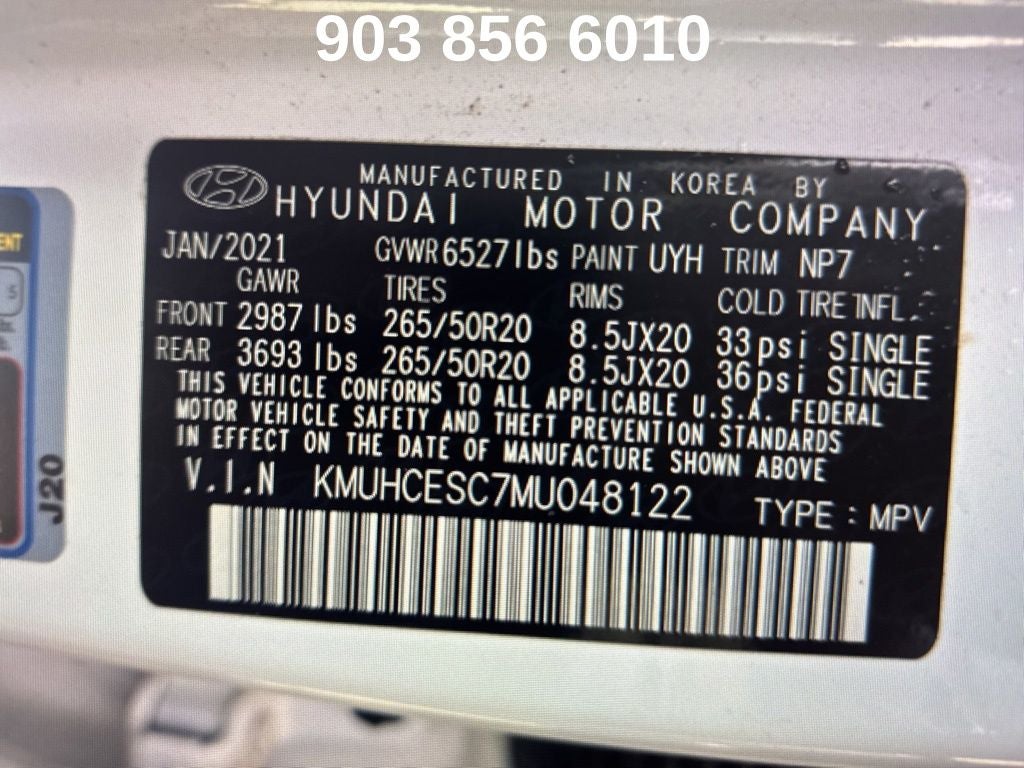 903 856 6010
MANUFACTURED IN KOREA BY
HYUNDAI MOTOR COMPANY
JAN/2021 GVWR 6527lbs PAINT UYH TRIM NP7
GAWR TIRES RIMS COLD TIRE INFL.
FRONT 2987 lbs 265/50R20 8.5JX20 33psi SINGLE
REAR 3693 lbs 265/50R20 8.5JX20 36psi SINGLE
THIS VEHICLE CONFORMS TO ALL APPLICABLE U.S.A. FEDERAL
MOTOR VEHICLE SAFETY AND THEFT PREVENTION STANDARDS
IN EFFECT ON THE DATE OF MANUFACTURE SHOWN ABOVE
V.I.N KMUHCESC7MU048122 TYPE : MPV
J20